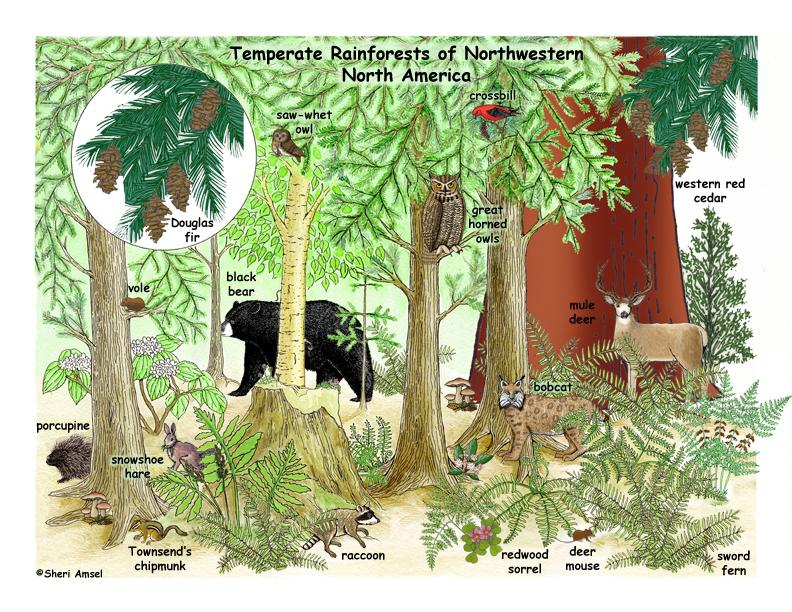 Temperate Rainforests of Northwestern
North America
crossbill
saw-whet
owl
western red
cedar
great
horned
owls
Douglas
fir
black
bear
vole
mule
deer
bobcat
porcupine
snowshoe
hare
Townsend's
chipmunk
raccoon
redwood
sorrel
deer
mouse
sword
fern
©Sheri Amsel